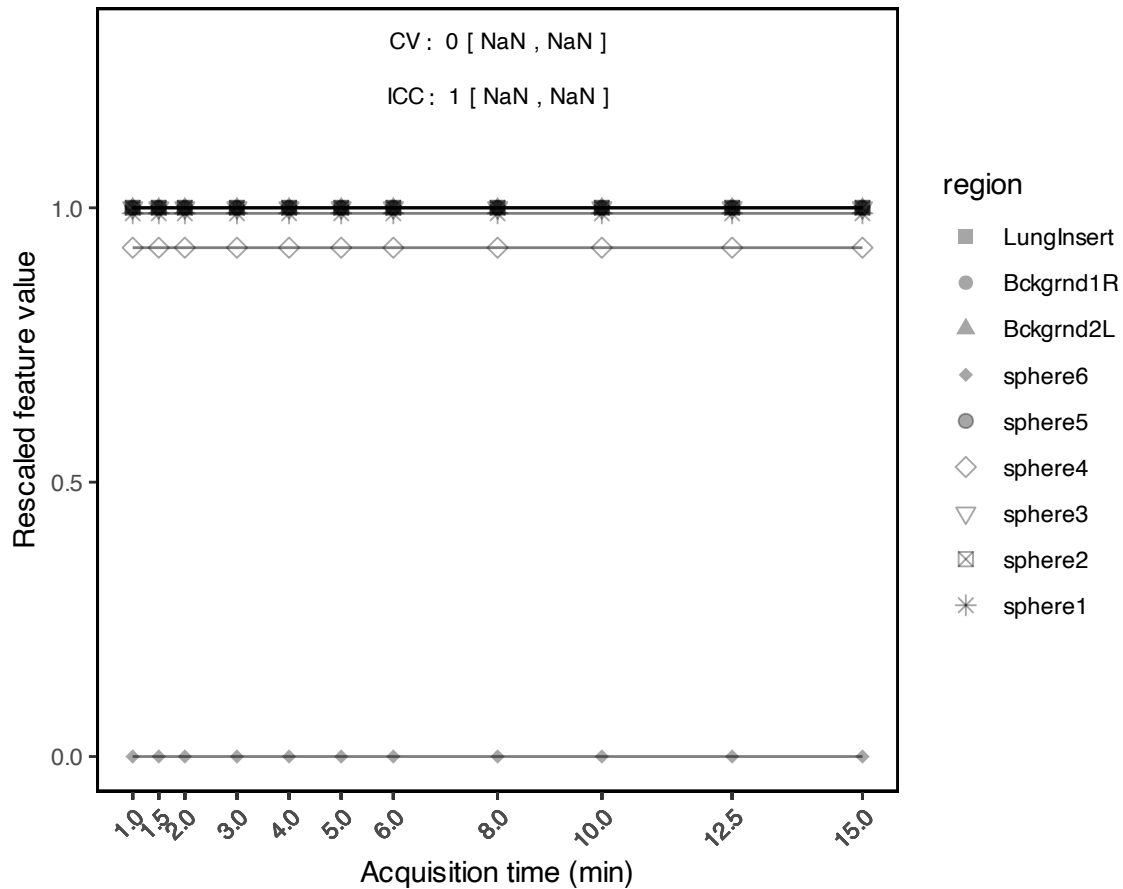 CV : 0 [ NaN , NaN ]
ICC : 1 [ NaN , NaN ]
Rescaled feature value
1.0
0.5
0.0
1.0
1.5
2.0
3.0
4.0
5.0
6.0
8.0
10.0
12.5
15.0
Acquisition time (min)
region
LungInsert
Bckgrnd1R
Bckgrnd2L
sphere6
sphere5
sphere4
sphere3
sphere2
sphere1